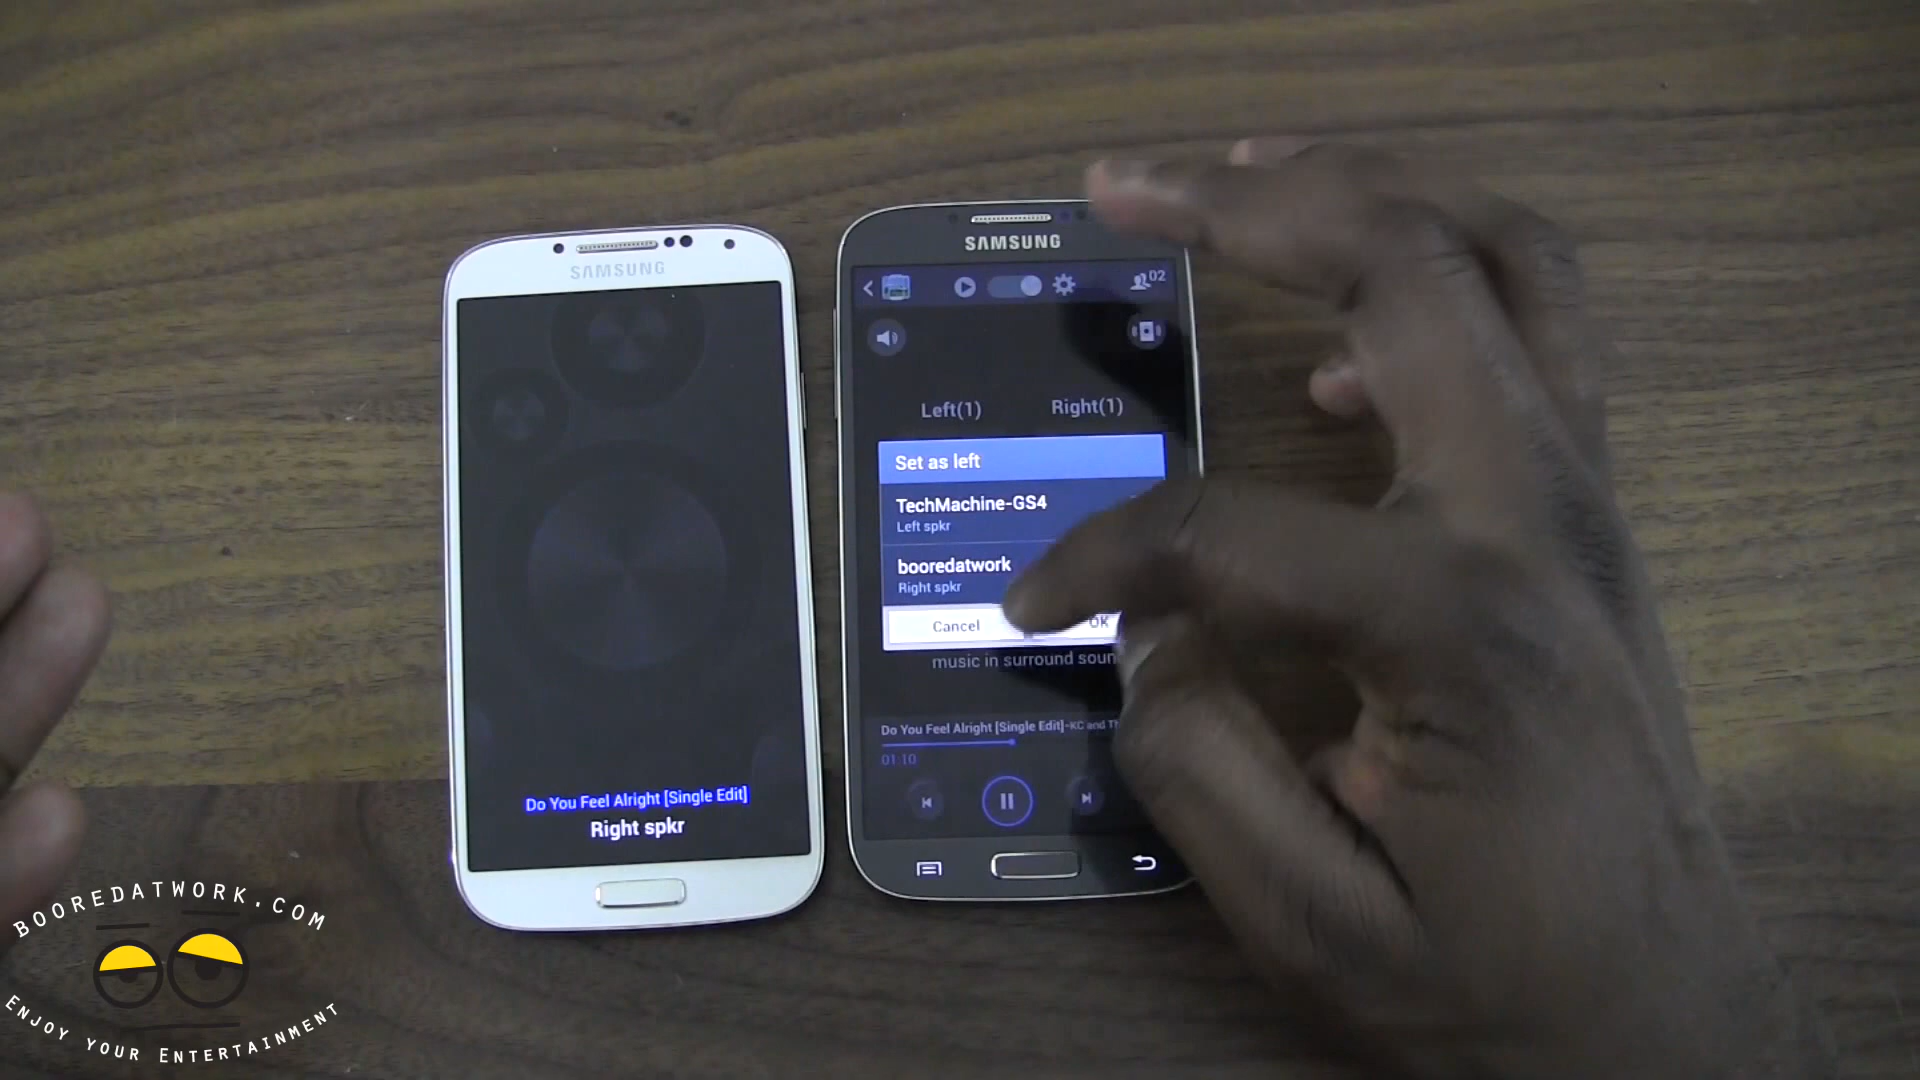 SAMSUNG
Do You Feel Alright [Single Edit]
Right spkr
SAMSUNG
02
Left(1)
Right(1)
Set as left
TechMachine-GS4
Left spkr
booredatwork
Right spkr
Cancel
OK
music in surround soun
Do You Feel Alright [Single Edit]-KC and Th
01:10
BOOREDATWORK.COM
ENJOY YOUR ENTERTAINMENT